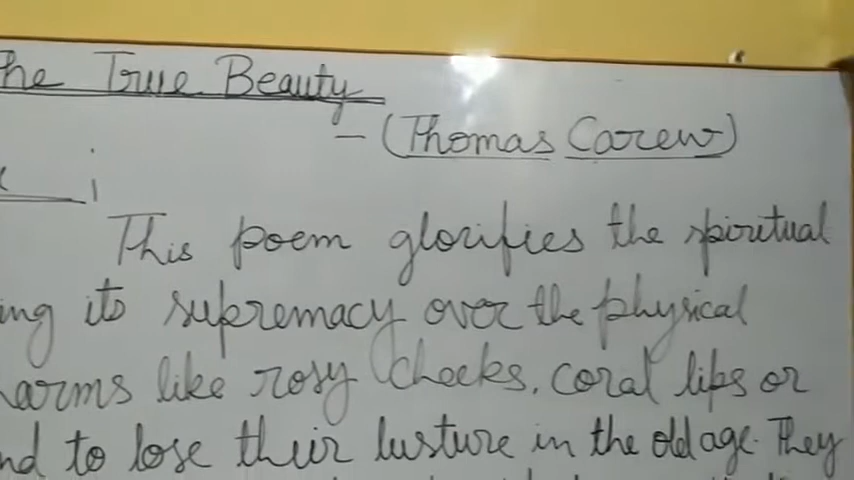 he True Beauty
- (Thomas Carew)
This poem glorifies the spiritual
ing its supremacy over the physical
arms like rosy Cheeks, coral lips or
nd to lose their lusture in the old age. They